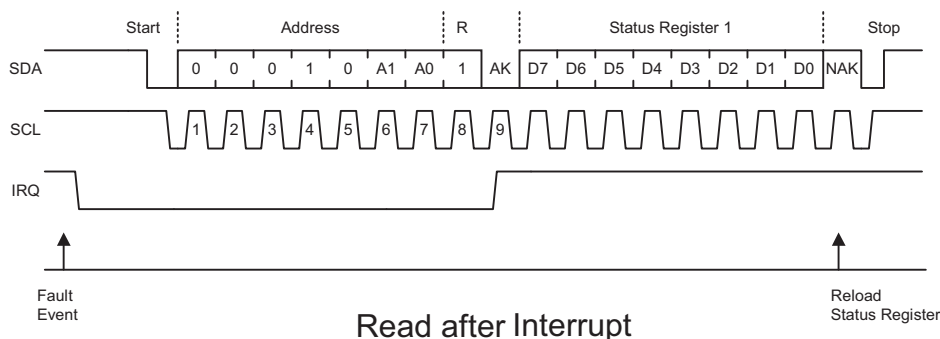 Start Address R Status Register 1 Stop
SDA 0 0 0 1 0 A1 A0 1 AK D7 D6 D5 D4 D3 D2 D1 D0 NAK
SCL 1 2 3 4 5 6 7 8 9
IRQ
Fault
Event
Reload
Status Register
Read after Interrupt